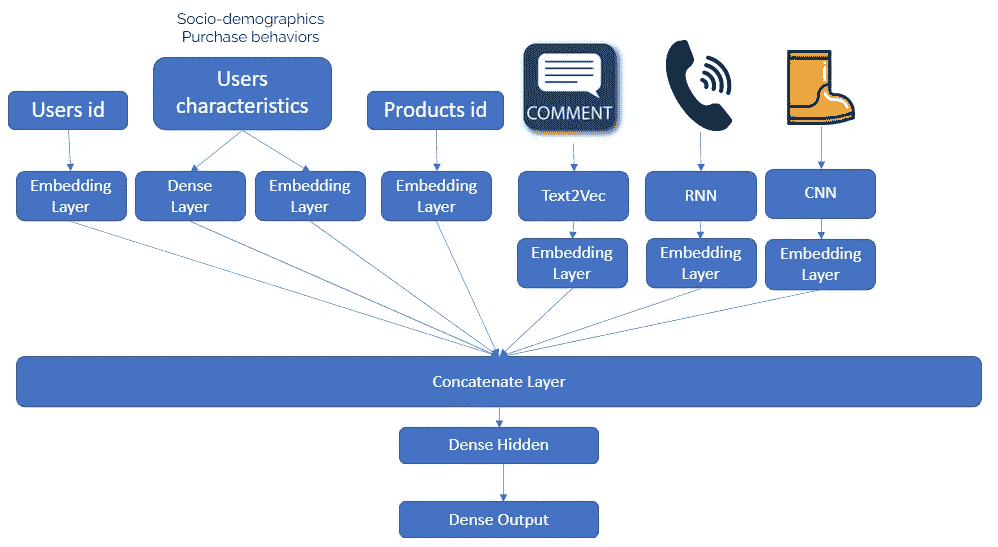 Socio-demographics
Purchase behaviors
Users
characteristics
Users id
Products id
COMMENT
Embedding
Layer
Dense
Layer
Embedding
Layer
Embedding
Layer
Text2Vec
RNN
CNN
Embedding
Layer
Embedding
Layer
Embedding
Layer
Concatenate Layer
Dense Hidden
Dense Output